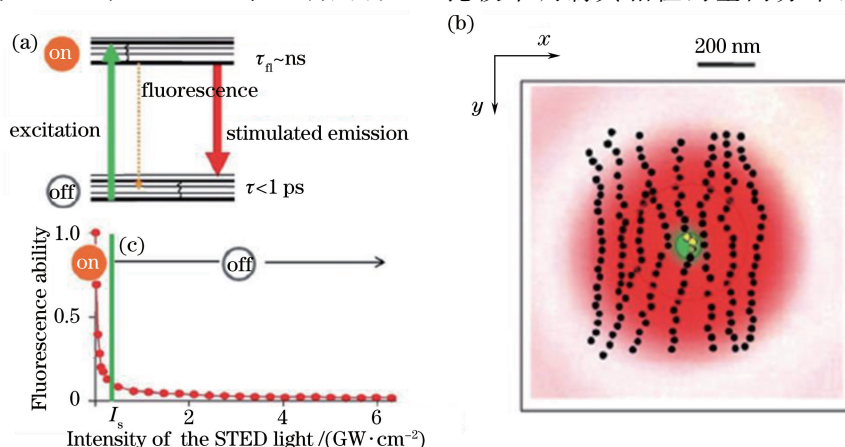 (a)
on
τfl~ns
fluorescence
excitation
stimulated emission
off
τ<1 ps
(b)
x
y
200 nm
(c)
on
off
Fluorescence ability
1.0
0.5
0
Is
2
4
6
Intensity of the STED light /(GW·cm⁻²)